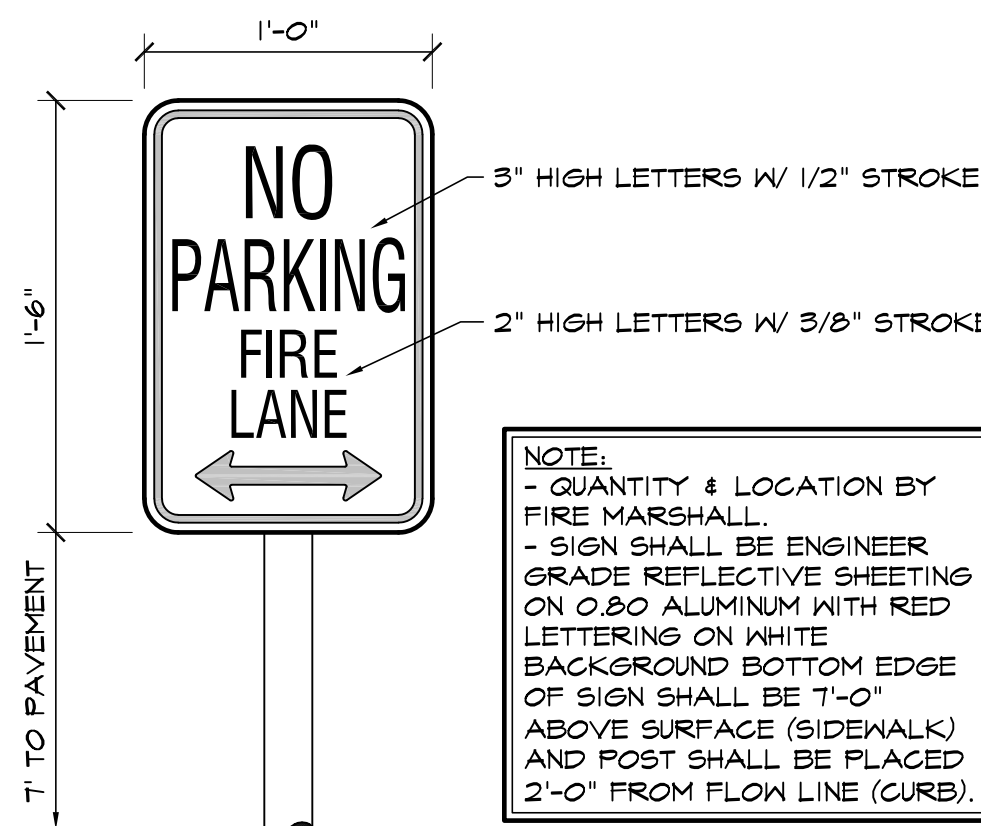 1'-0"
NO
PARKING
FIRE
LANE
3" HIGH LETTERS W/ 1/2" STROKE
2" HIGH LETTERS W/ 3/8" STROKE
1'-6"
7' TO PAVEMENT
NOTE:
- QUANTITY & LOCATION BY
FIRE MARSHALL.
- SIGN SHALL BE ENGINEER
GRADE REFLECTIVE SHEETING
ON 0.80 ALUMINUM WITH RED
LETTERING ON WHITE
BACKGROUND BOTTOM EDGE
OF SIGN SHALL BE 7'-0"
ABOVE SURFACE (SIDEWALK)
AND POST SHALL BE PLACED
2'-0" FROM FLOW LINE (CURB).